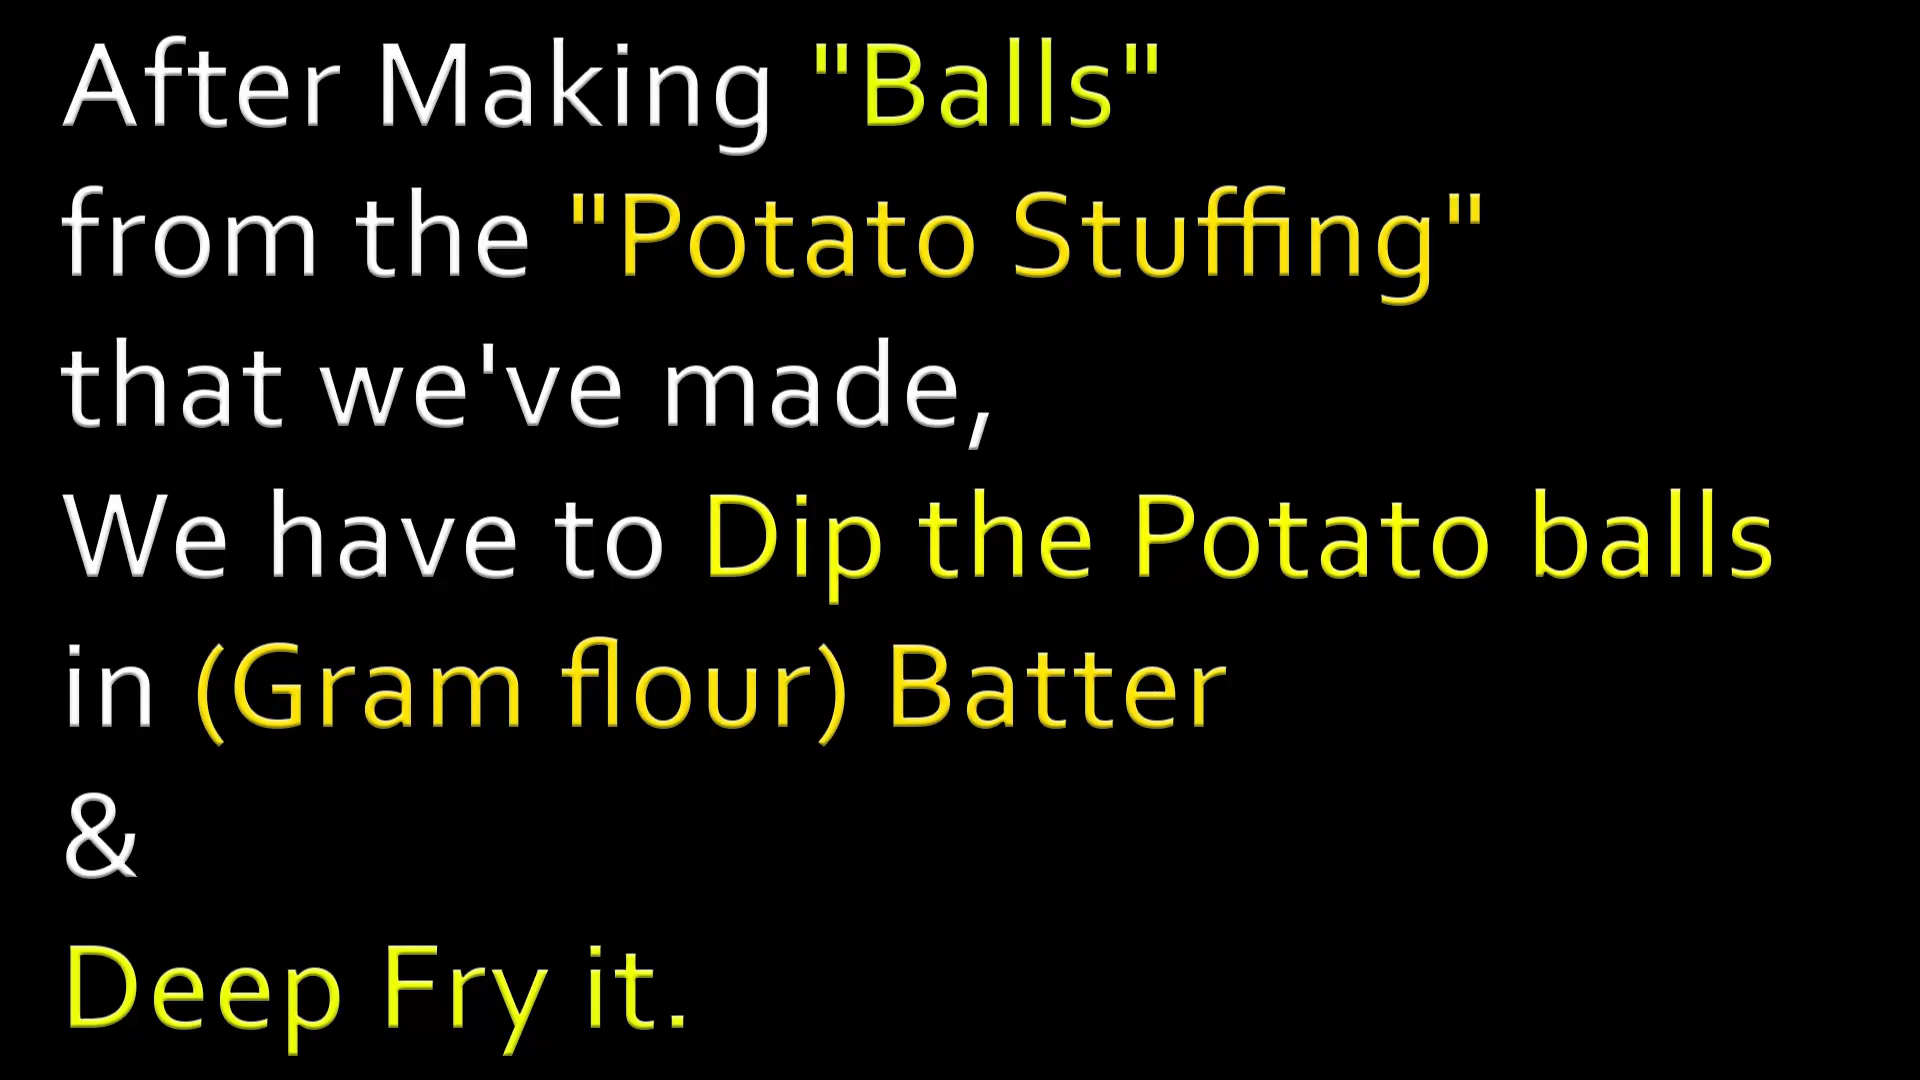 After Making "Balls"
from the "Potato Stuffing"
that we've made,
We have to Dip the Potato balls
in (Gram flour) Batter
&
Deep Fry it.